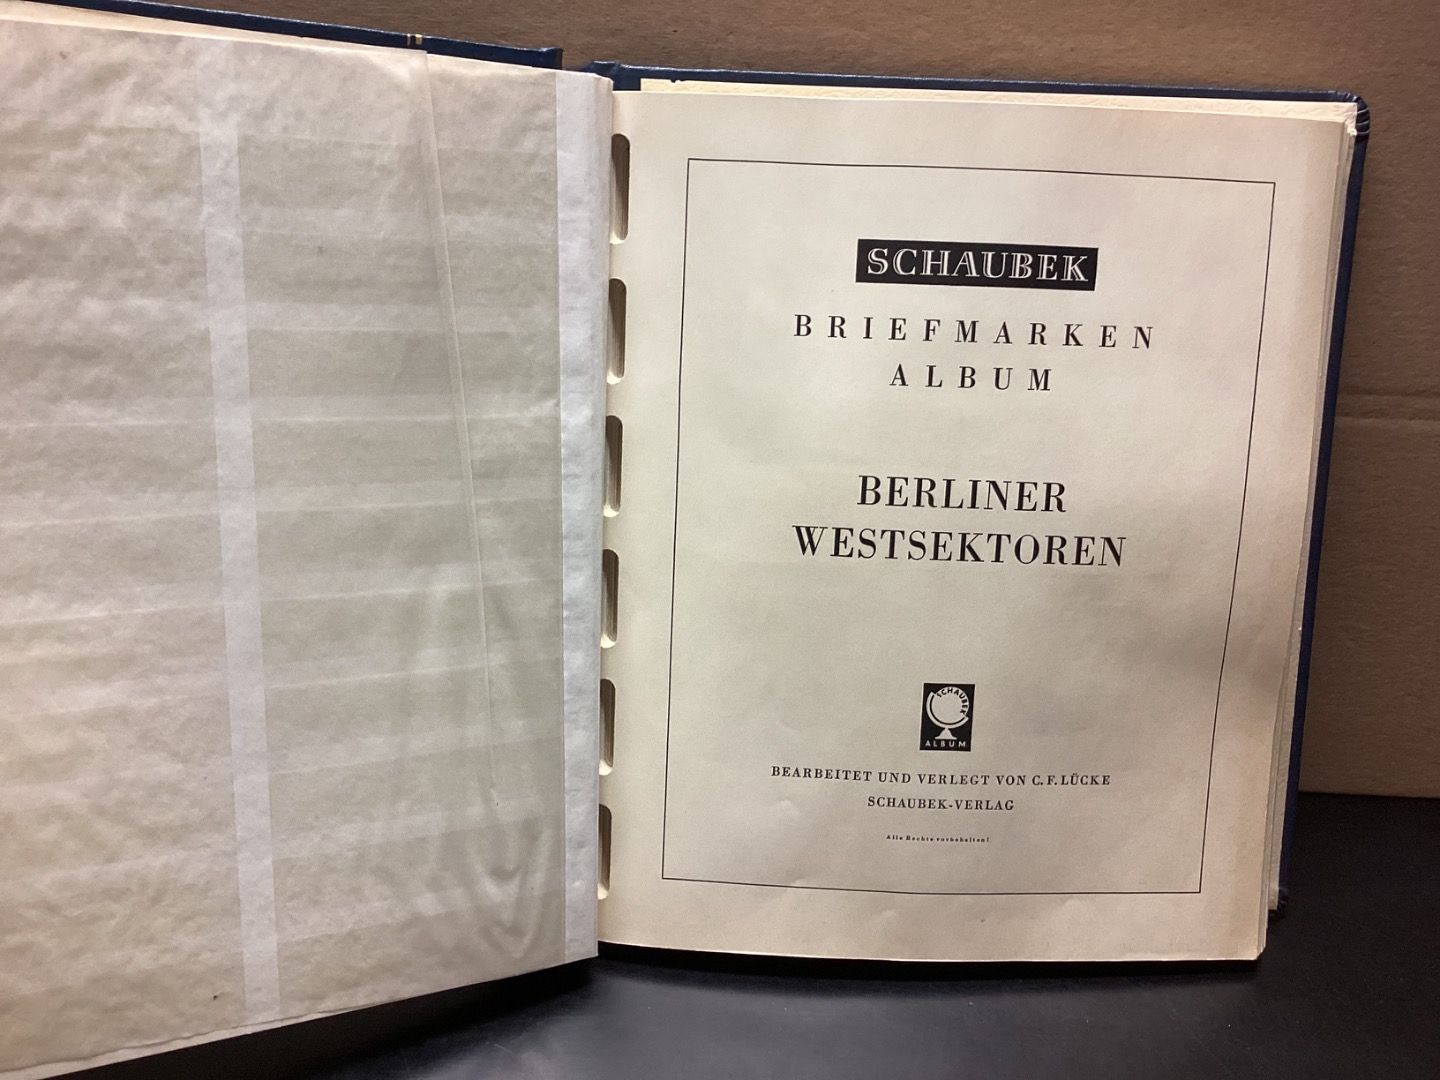 SCHAUBEK
BRIEFMARKEN
ALBUM
BERLINER
WESTSEKTOREN
SCHAUBEK
ALBUM
BEARBEITET UND VERLEGT VON C. F. LÜCKE
SCHAUBEK-VERLAG
Alle Rechte vorbehalten!